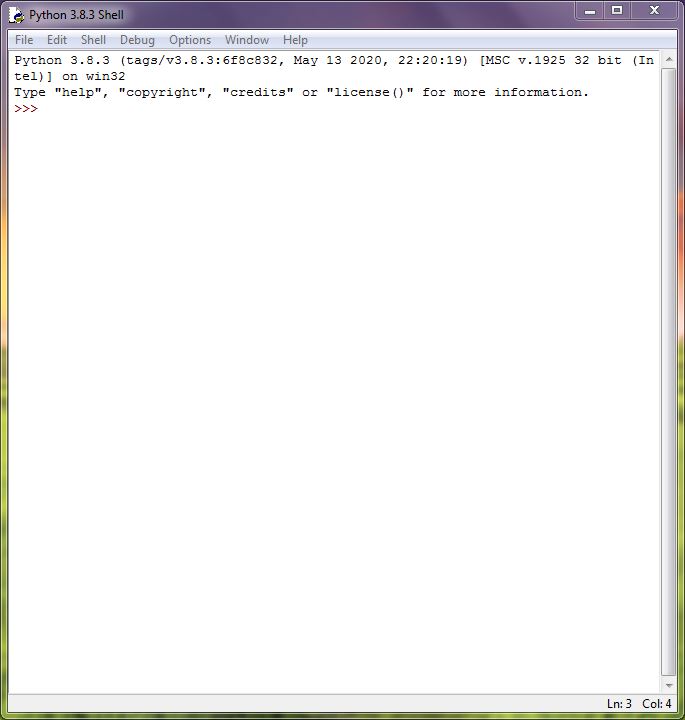 Python 3.8.3 Shell
File Edit Shell Debug Options Window Help
Python 3.8.3 (tags/v3.8.3:6f8c832, May 13 2020, 22:20:19) [MSC v.1925 32 bit (In
tel)] on win32
Type "help", "copyright", "credits" or "license()" for more information.
>>>
Ln: 3 Col: 4